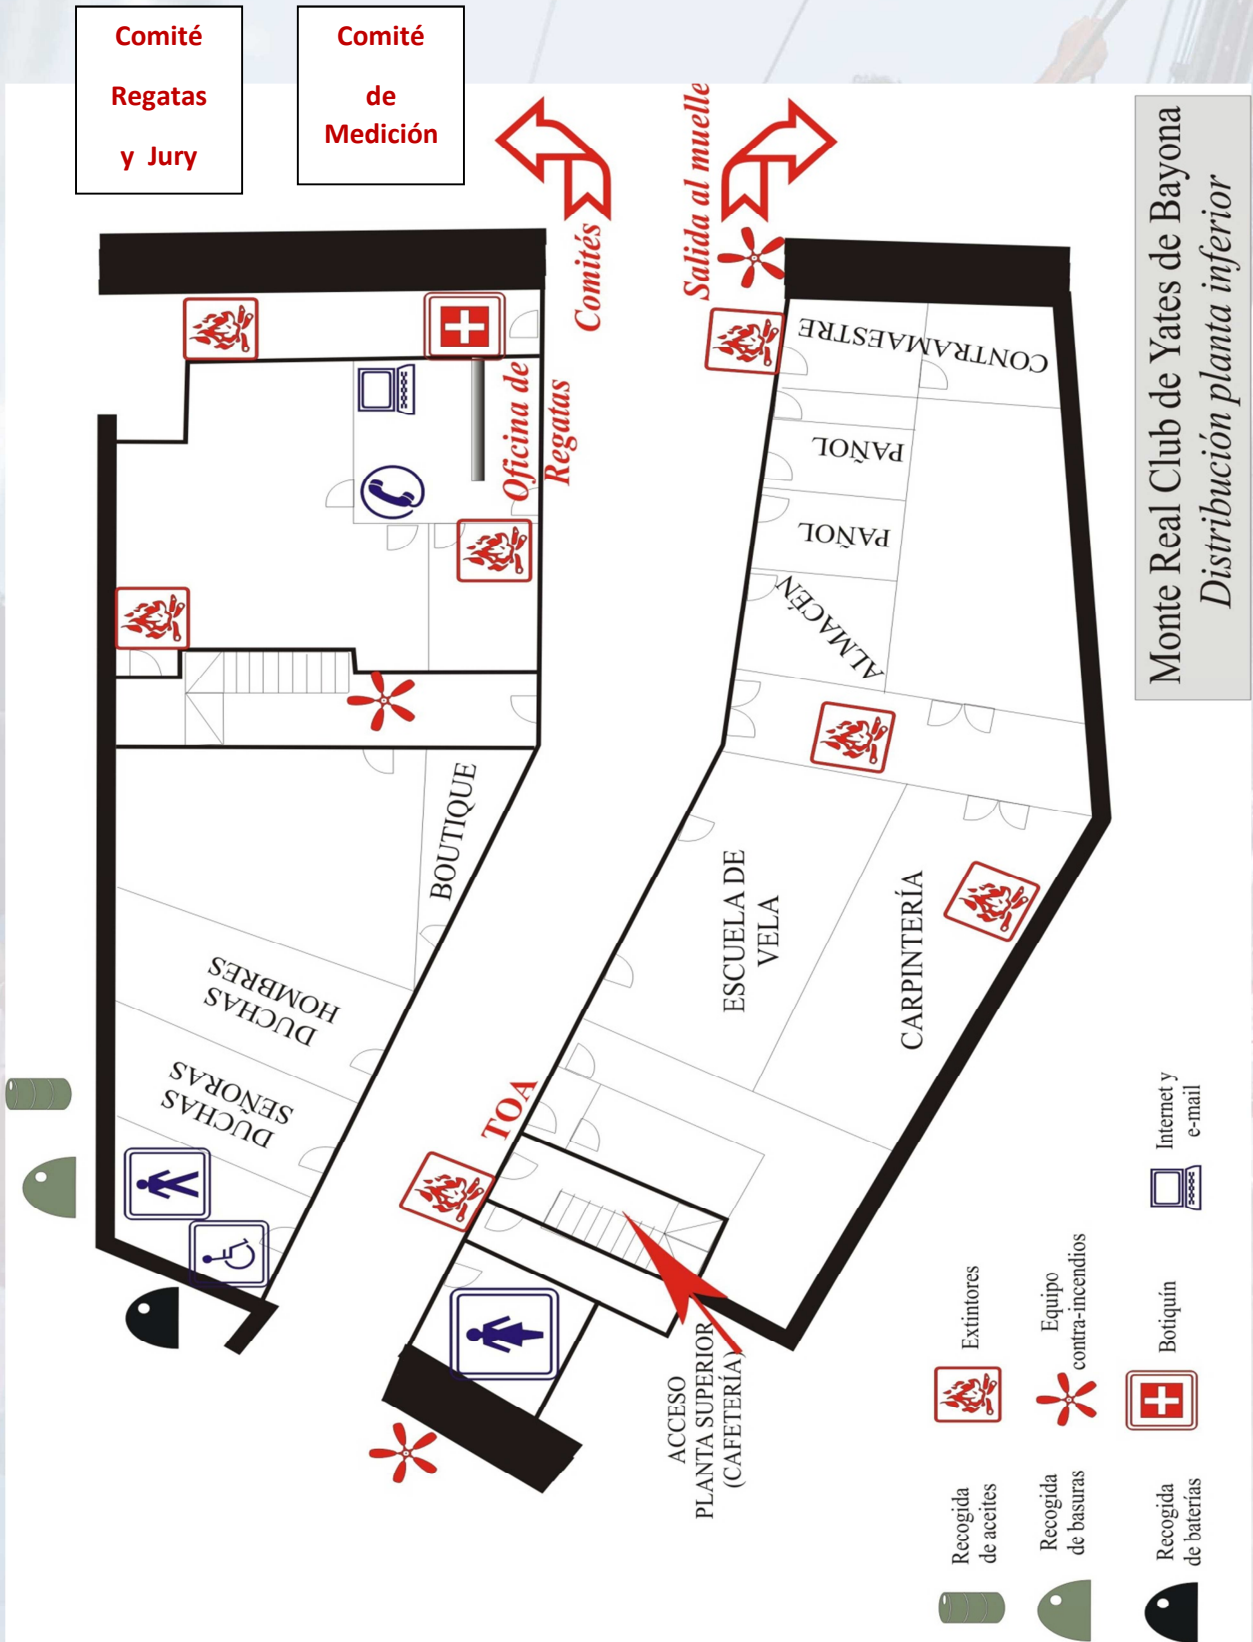 Comité
Regatas
y Jury
Comité
de
Medición
Comités
Salida al muelle
Monte Real Club de Yates de Bayona
Distribución planta inferior
Oficina de
Regatas
CONTRAMAESTRE
PAÑOL
PAÑOL
ALMACÉN
BOUTIQUE
DUCHAS
HOMBRES
DUCHAS
SEÑORAS
ESCUELA DE
VELA
CARPINTERÍA
TOA
ACCESO
PLANTA SUPERIOR
(CAFETERÍA)
Extintores
Equipo
contra-incendios
Botiquín
Internet y
e-mail
Recogida
de aceites
Recogida
de basuras
Recogida
de baterías